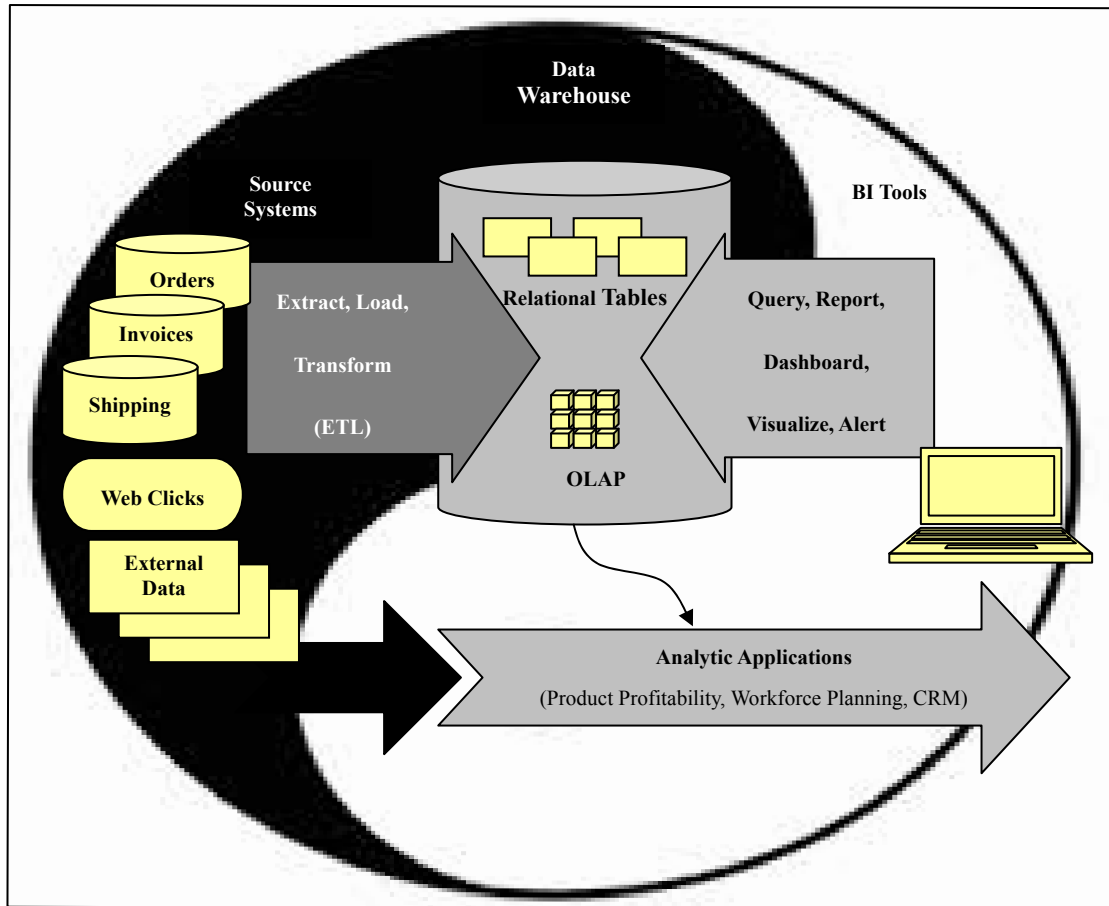 Data
Warehouse
Source
Systems
BI Tools
Orders
Invoices
Shipping
Web Clicks
External
Data
Extract, Load,
Transform
(ETL)
Relational Tables
OLAP
Query, Report,
Dashboard,
Visualize, Alert
Analytic Applications
(Product Profitability, Workforce Planning, CRM)